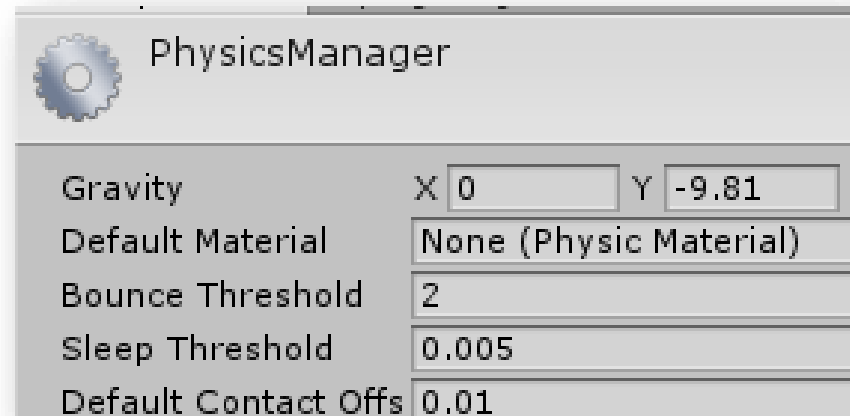 PhysicsManager
Gravity X 0 Y -9.81
Default Material None (Physic Material)
Bounce Threshold 2
Sleep Threshold 0.005
Default Contact Offs 0.01